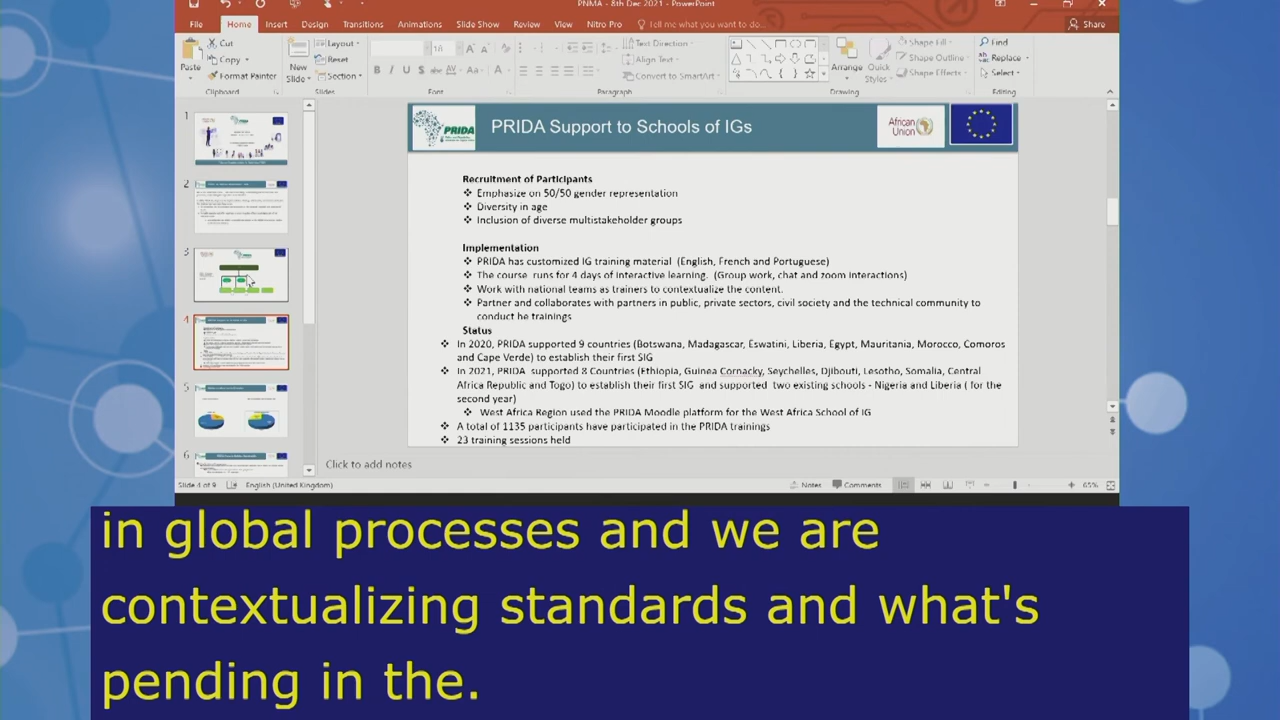 PNMA - 8th Dec 2021 - PowerPoint
File Home Insert Design Transitions Animations Slide Show Review View Nitro Pro Tell me what you want to do... Share
Paste
Cut
Copy
Format Painter
Clipboard
New
Slide
Layout
Reset
Section
Slides
18
B I U S abc AV Aa A
Font
Text Direction
Align Text
Convert to SmartArt
Paragraph
Arrange
Quick
Styles
Shape Fill
Shape Outline
Shape Effects
Drawing
Find
Replace
Select
Editing
1
2
3
4
5
6
PRIDA
PRIDA Support to Schools of IGs
African
Union
Recruitment of Participants
Emphasize on 50/50 gender representation
Diversity in age
Inclusion of diverse multistakeholder groups
Implementation
PRIDA has customized IG training material (English, French and Portuguese)
The course runs for 4 days of interactive learning. (Group work, chat and zoom interactions)
Work with national teams as trainers to contextualize the content.
Partner and collaborates with partners in public, private sectors, civil society and the technical community to
conduct he trainings
Status
In 2020, PRIDA supported 9 countries (Botswana, Madagascar, Eswatini, Liberia, Egypt, Mauritania, Morocco, Comoros
and Cape Verde) to establish their first SIG
In 2021, PRIDA supported 8 Countries (Ethiopia, Guinea Cornacky, Seychelles, Djibouti, Lesotho, Somalia, Central
Africa Republic and Togo) to establish their first SIG and supported two existing schools - Nigeria and Liberia ( for the
second year)
West Africa Region used the PRIDA Moodle platform for the West Africa School of IG
A total of 1135 participants have participated in the PRIDA trainings
23 training sessions held
Click to add notes
Slide 4 of 9 English (United Kingdom) Notes Comments 65%
in global processes and we are
contextualizing standards and what's
pending in the.